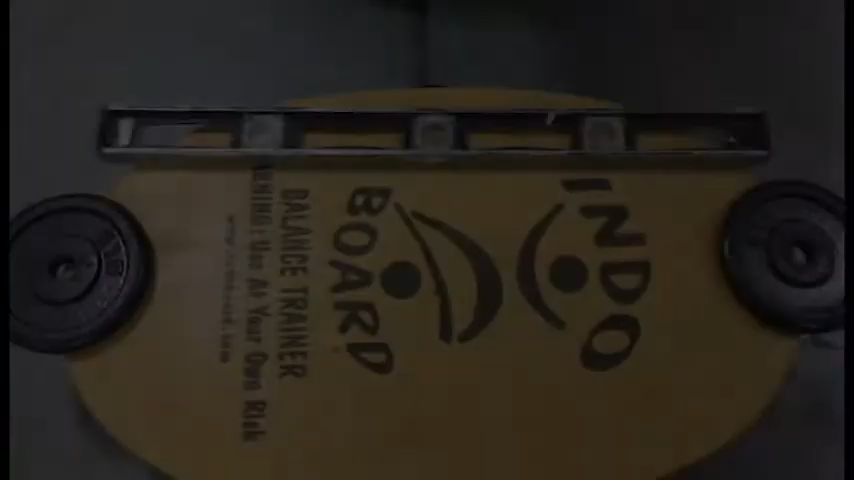 INDO
BOARD
BALANCE TRAINER
WARNING: Use At Your Own Risk